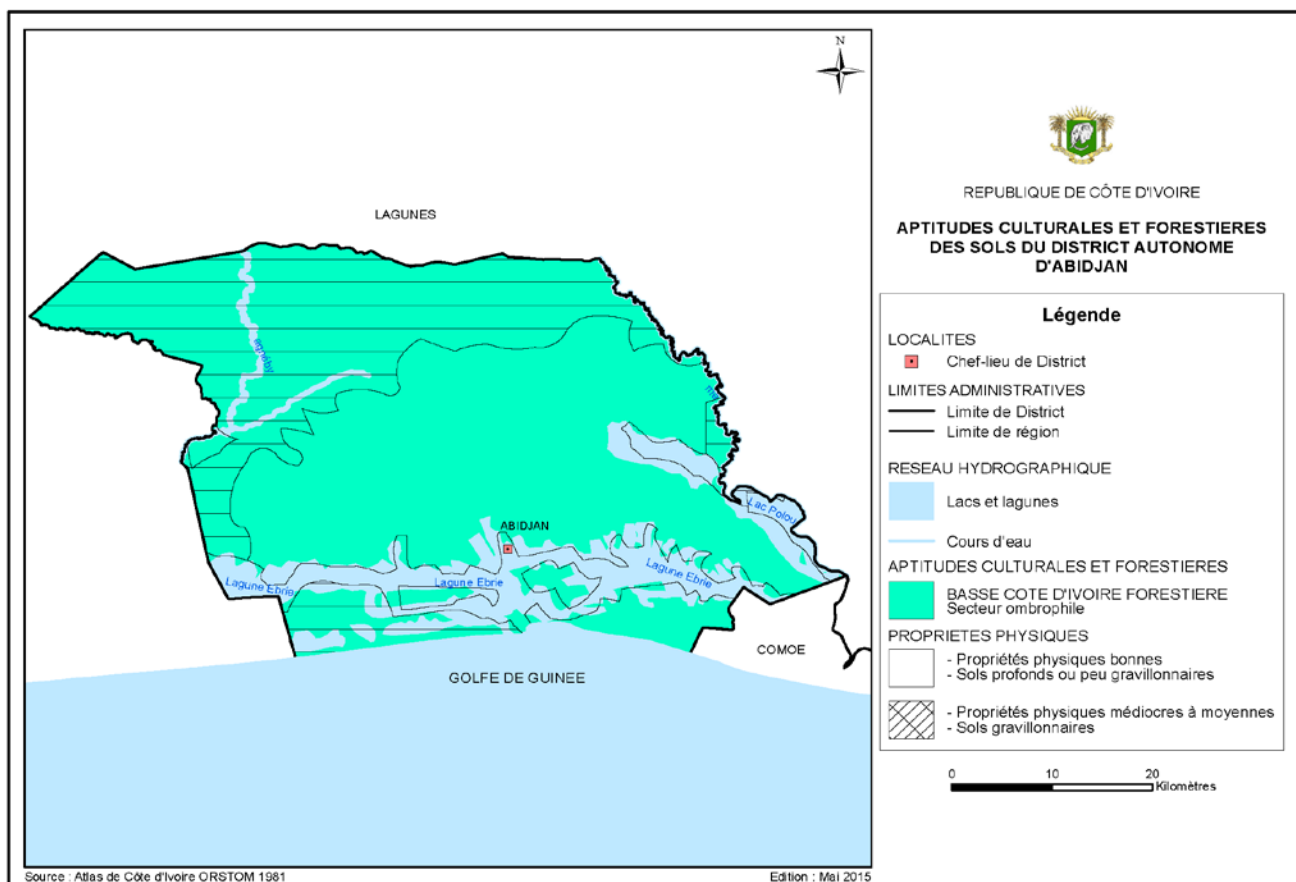 N
LAGUNES
agnéby
me
Lac Potou
ABIDJAN
Lagune Ebrie
Lagune Ebrie
Lagune Ebrie
COMOE
GOLFE DE GUINEE
REPUBLIQUE DE CÔTE D'IVOIRE
APTITUDES CULTURALES ET FORESTIERES
DES SOLS DU DISTRICT AUTONOME
D'ABIDJAN
Légende
LOCALITES
Chef-lieu de District
LIMITES ADMINISTRATIVES
Limite de District
Limite de région
RESEAU HYDROGRAPHIQUE
Lacs et lagunes
Cours d'eau
APTITUDES CULTURALES ET FORESTIERES
BASSE COTE D'IVOIRE FORESTIERE
Secteur ombrophile
PROPRIETES PHYSIQUES
- Propriétés physiques bonnes
- Sols profonds ou peu gravillonnaires
- Propriétés physiques médiocres à moyennes
- Sols gravillonnaires
0 10 20
Kilomètres
Source : Atlas de Côte d'Ivoire ORSTOM 1981
Edition : Mai 2015